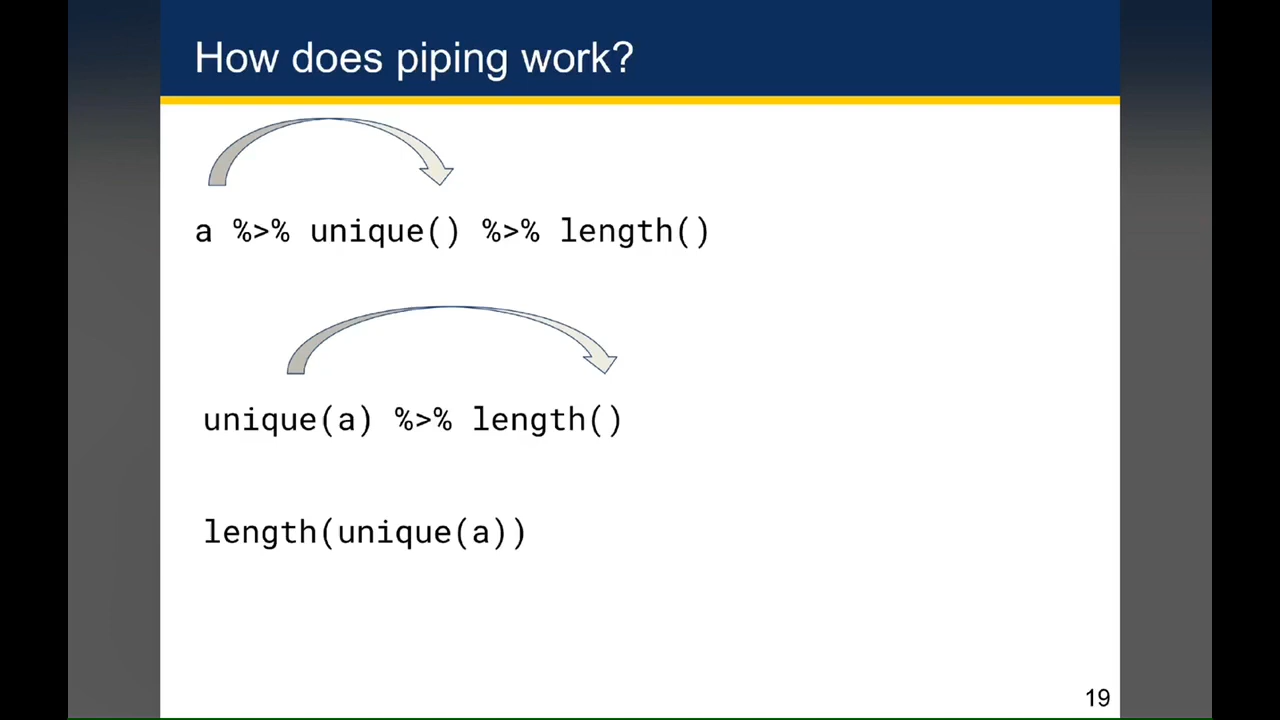 How does piping work?
a %>% unique() %>% length()
unique(a) %>% length()
length(unique(a))
19